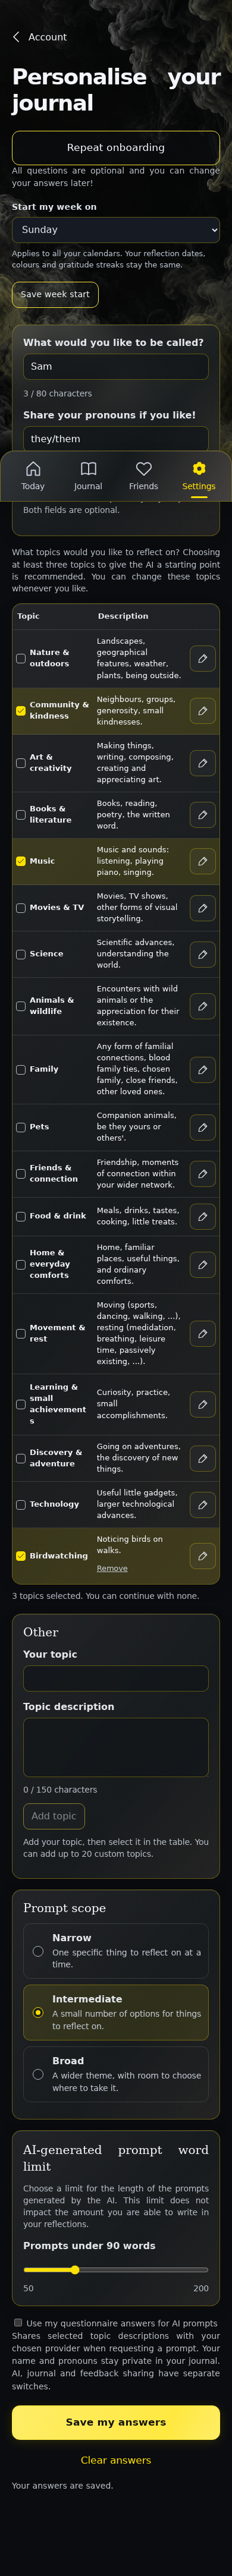 Account
Personalise your
journal
Repeat onboarding
All questions are optional and you can change
your answers later!
Start my week on
Sunday
Applies to all your calendars. Your reflection dates,
colours and gratitude streaks stay the same.
Save week start
What would you like to be called?
Sam
3 / 80 characters
Share your pronouns if you like!
they/them
Today
Journal
Friends
Settings
Both fields are optional.
What topics would you like to reflect on? Choosing
at least three topics to give the AI a starting point
is recommended. You can change these topics
whenever you like.
Topic
Description
Nature &
outdoors
Landscapes,
geographical
features, weather,
plants, being outside.
Community &
kindness
Neighbours, groups,
generosity, small
kindnesses.
Art &
creativity
Making things,
writing, composing,
creating and
appreciating art.
Books &
literature
Books, reading,
poetry, the written
word.
Music
Music and sounds:
listening, playing
piano, singing.
Movies & TV
Movies, TV shows,
other forms of visual
storytelling.
Science
Scientific advances,
understanding the
world.
Animals &
wildlife
Encounters with wild
animals or the
appreciation for their
existence.
Family
Any form of familial
connections, blood
family ties, chosen
family, close friends,
other loved ones.
Pets
Companion animals,
be they yours or
others'.
Friends &
connection
Friendship, moments
of connection within
your wider network.
Food & drink
Meals, drinks, tastes,
cooking, little treats.
Home &
everyday
comforts
Home, familiar
places, useful things,
and ordinary
comforts.
Movement &
rest
Moving (sports,
dancing, walking, ...),
resting (medidation,
breathing, leisure
time, passively
existing, ...).
Learning &
small
achievement
s
Curiosity, practice,
small
accomplishments.
Discovery &
adventure
Going on adventures,
the discovery of new
things.
Technology
Useful little gadgets,
larger technological
advances.
Birdwatching
Noticing birds on
walks.
Remove
3 topics selected. You can continue with none.
Other
Your topic
Topic description
0 / 150 characters
Add topic
Add your topic, then select it in the table. You
can add up to 20 custom topics.
Prompt scope
Narrow
One specific thing to reflect on at a
time.
Intermediate
A small number of options for things
to reflect on.
Broad
A wider theme, with room to choose
where to take it.
AI-generated prompt word
limit
Choose a limit for the length of the prompts
generated by the AI. This limit does not
impact the amount you are able to write in
your reflections.
Prompts under 90 words
50
200
Use my questionnaire answers for AI prompts
Shares selected topic descriptions with your
chosen provider when requesting a prompt. Your
name and pronouns stay private in your journal.
AI, journal and feedback sharing have separate
switches.
Save my answers
Clear answers
Your answers are saved.